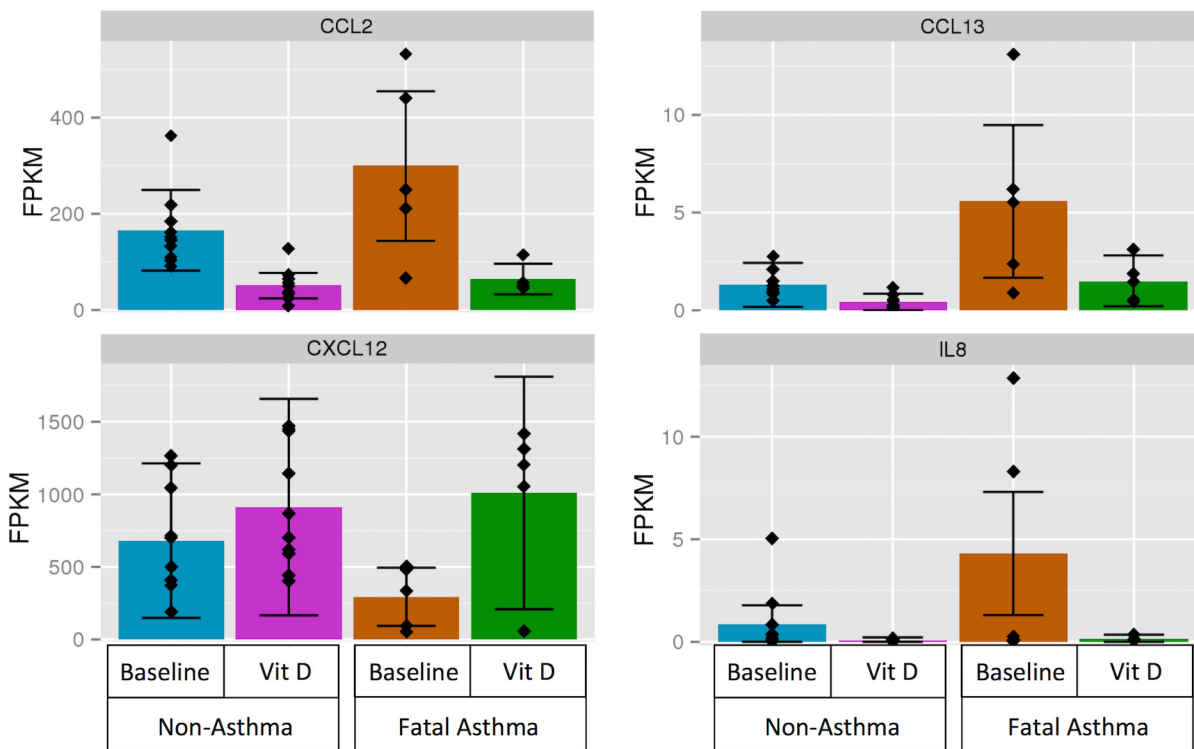 CCL2
CCL13
FPKM
400
200
0
FPKM
10
5
0
CXCL12
IL8
FPKM
1500
1000
500
0
FPKM
10
5
0
Baseline Vit D Baseline Vit D
Non-Asthma Fatal Asthma
Baseline Vit D Baseline Vit D
Non-Asthma Fatal Asthma